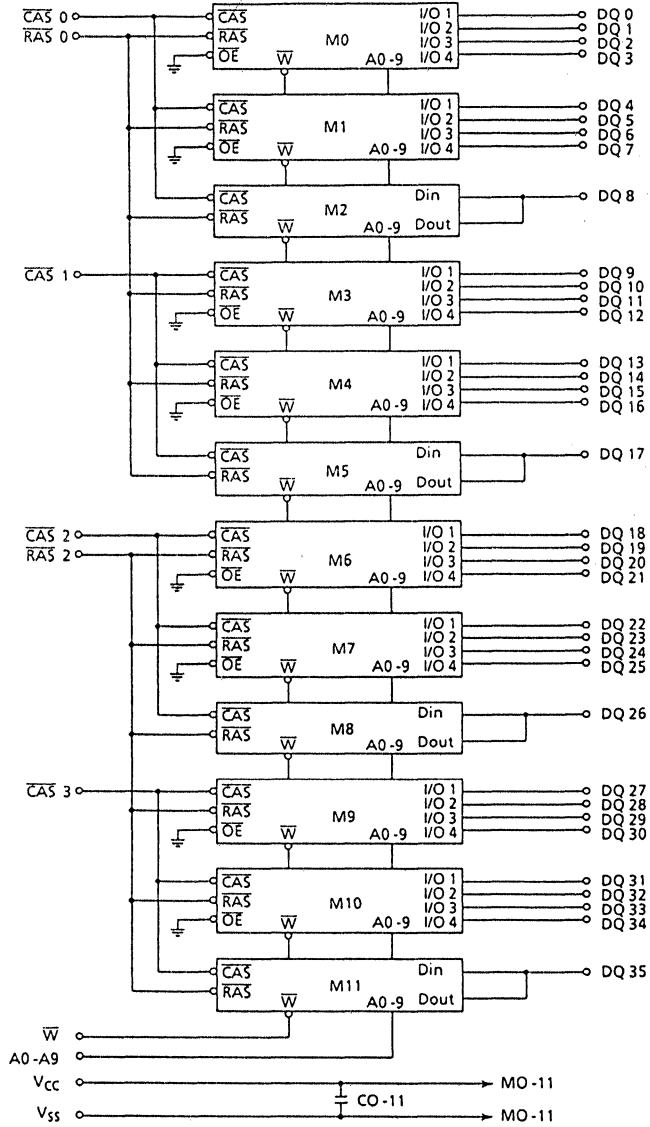 CAS 0 CAS M0 I/O 1 DQ 0
RAS 0 RAS I/O 2 DQ 1
OE W A0-9 I/O 3 DQ 2
I/O 4 DQ 3
CAS M1 I/O 1 DQ 4
RAS I/O 2 DQ 5
OE W A0-9 I/O 3 DQ 6
I/O 4 DQ 7
CAS M2 Din DQ 8
RAS W A0-9 Dout
CAS 1 CAS M3 I/O 1 DQ 9
RAS I/O 2 DQ 10
OE W A0-9 I/O 3 DQ 11
I/O 4 DQ 12
CAS M4 I/O 1 DQ 13
RAS I/O 2 DQ 14
OE W A0-9 I/O 3 DQ 15
I/O 4 DQ 16
CAS M5 Din DQ 17
RAS W A0-9 Dout
CAS 2 CAS M6 I/O 1 DQ 18
RAS 2 RAS I/O 2 DQ 19
OE W A0-9 I/O 3 DQ 20
I/O 4 DQ 21
CAS M7 I/O 1 DQ 22
RAS I/O 2 DQ 23
OE W A0-9 I/O 3 DQ 24
I/O 4 DQ 25
CAS M8 Din DQ 26
RAS W A0-9 Dout
CAS 3 CAS M9 I/O 1 DQ 27
RAS I/O 2 DQ 28
OE W A0-9 I/O 3 DQ 29
I/O 4 DQ 30
CAS M10 I/O 1 DQ 31
RAS I/O 2 DQ 32
OE W A0-9 I/O 3 DQ 33
I/O 4 DQ 34
CAS M11 Din DQ 35
RAS W A0-9 Dout
W
A0-A9
VCC MO-11
CO-11
VSS MO-11